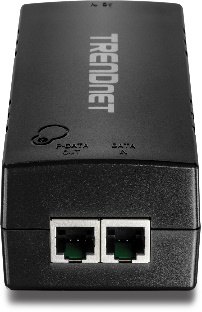 TRENDNET
P-DATA DATA
OUT IN